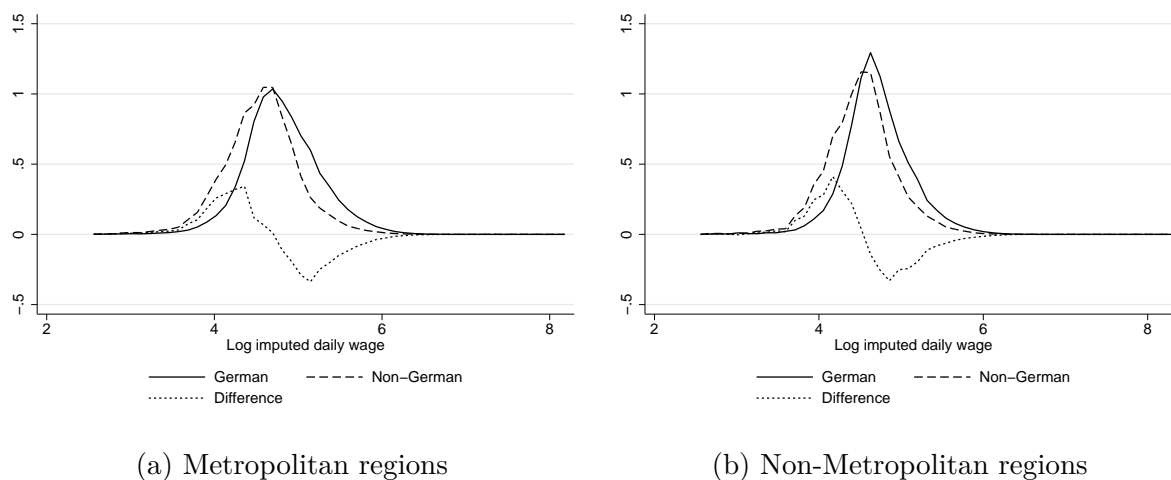 1.5
1
.5
0
−.5
2 4 6 8
Log imputed daily wage
German Non−German
Difference
(a) Metropolitan regions
1.5
1
.5
0
−.5
2 4 6 8
Log imputed daily wage
German Non−German
Difference
(b) Non-Metropolitan regions